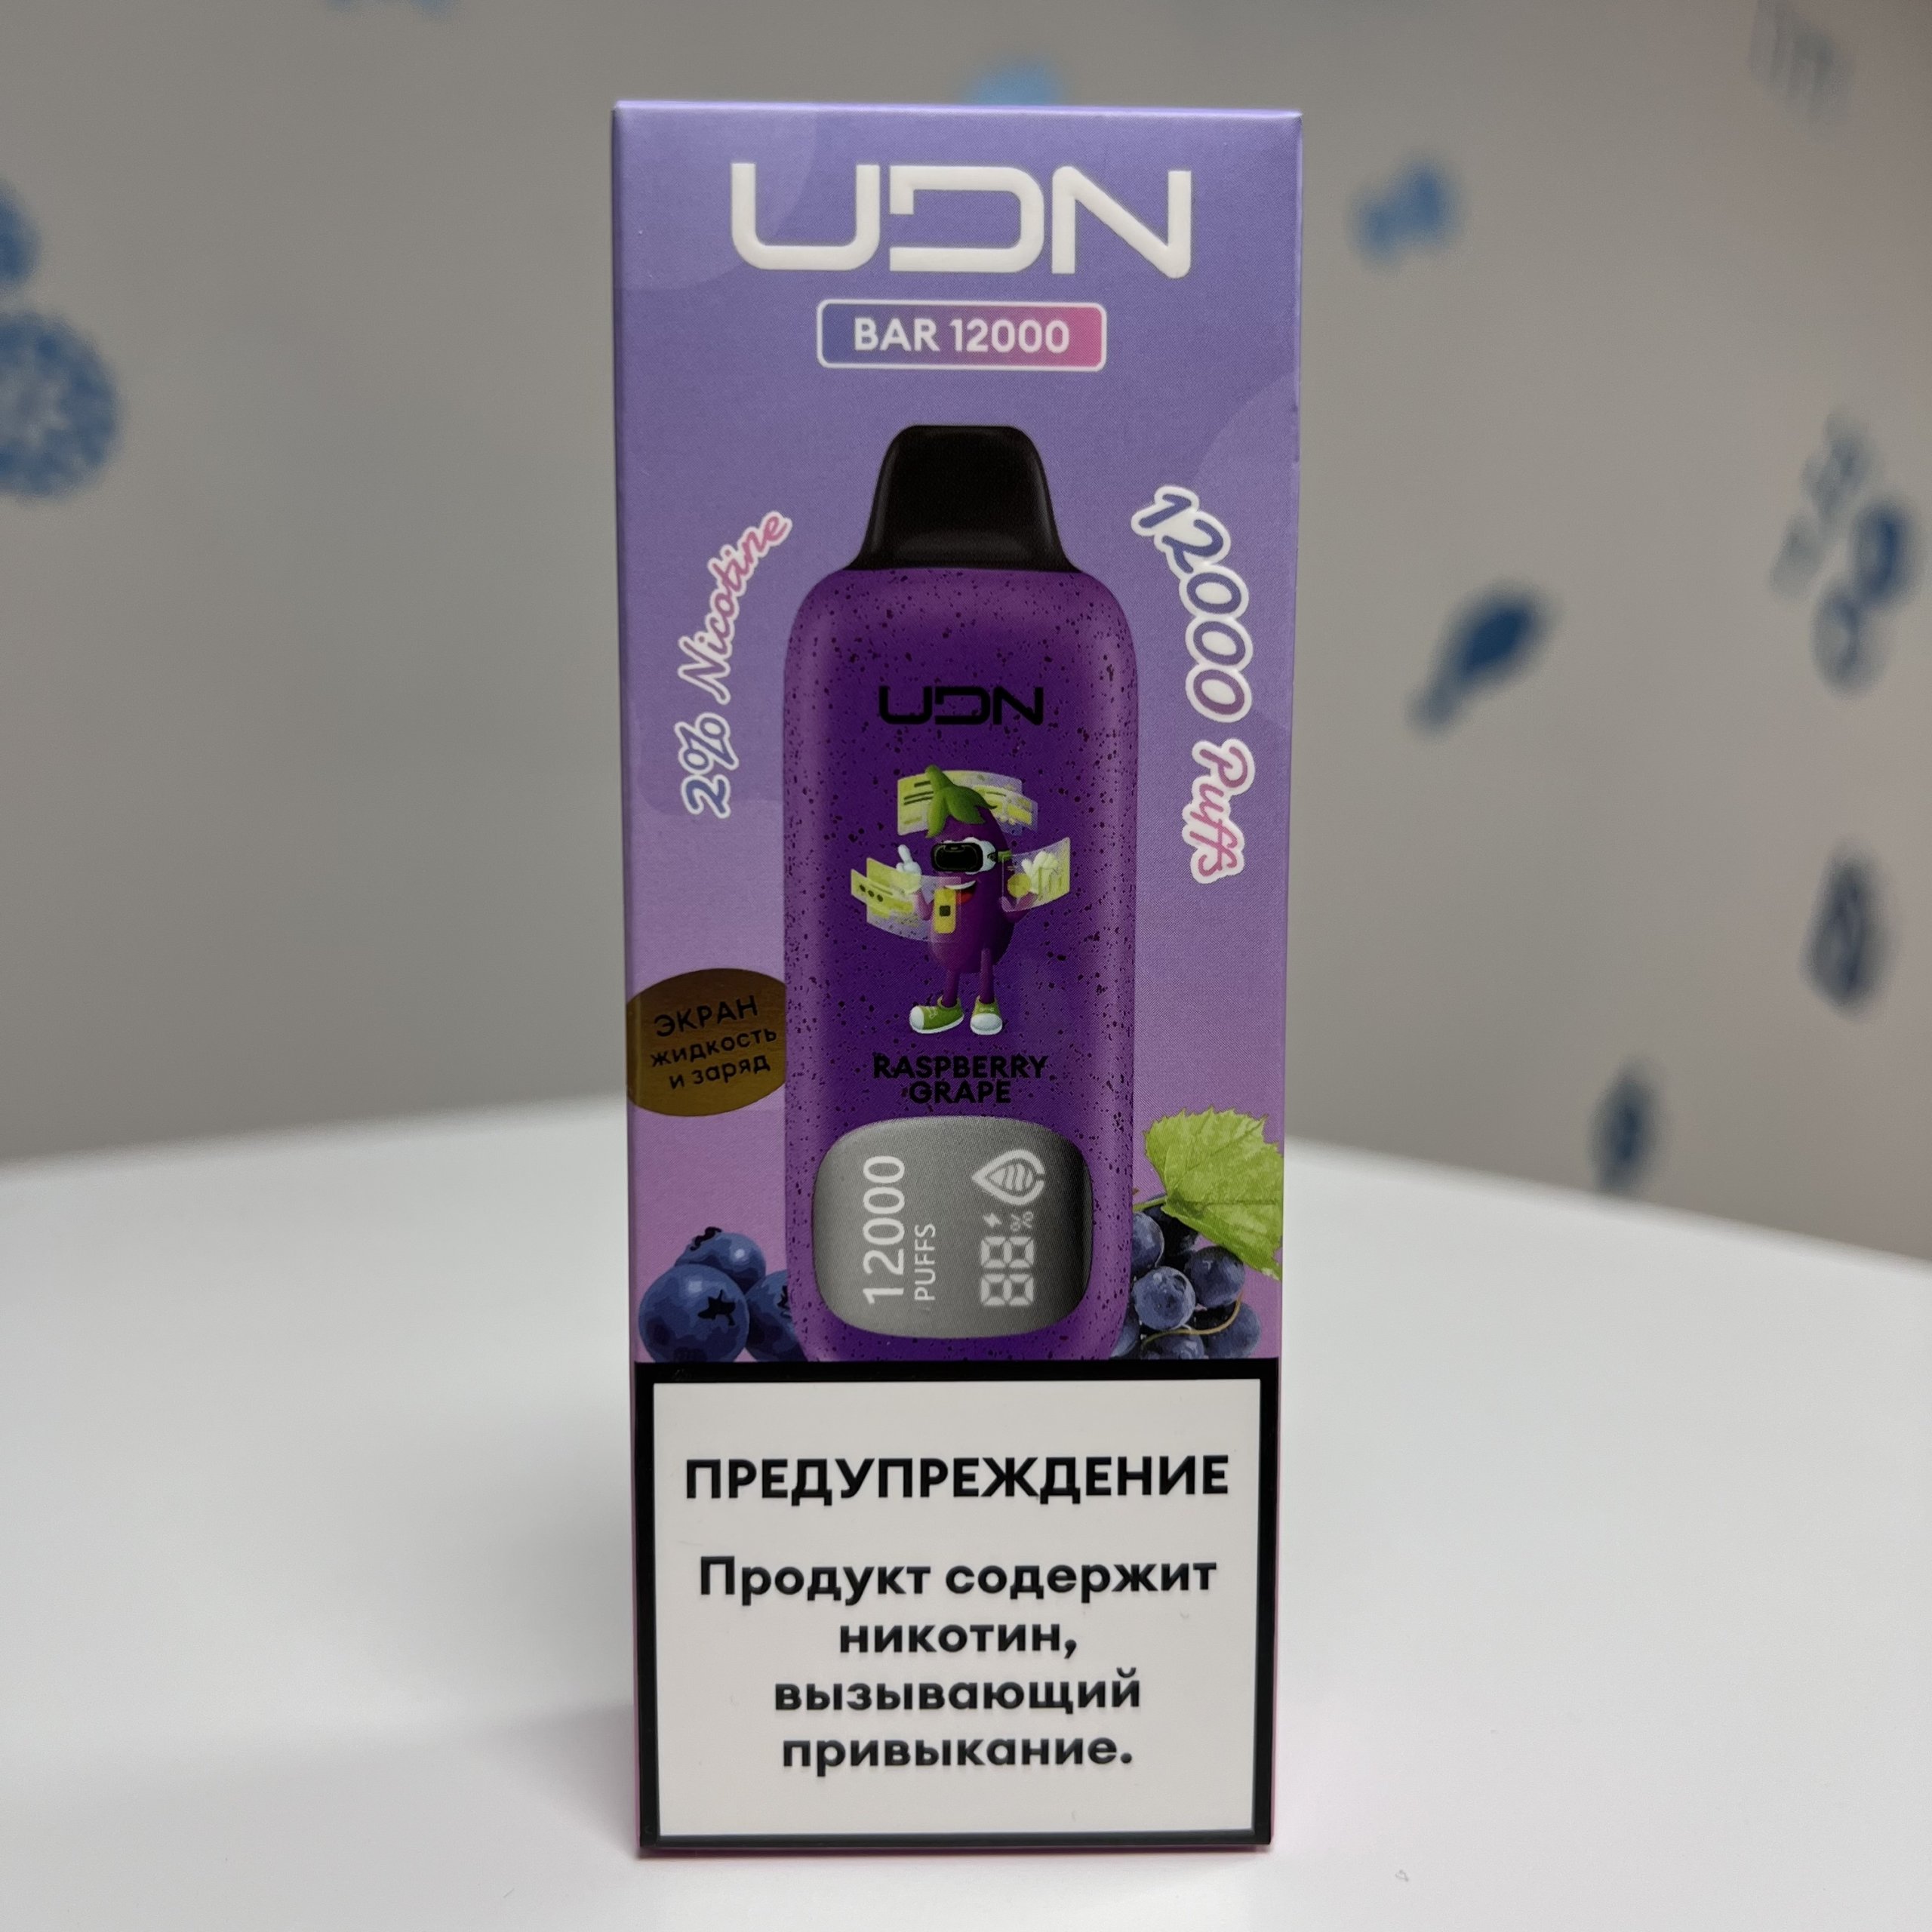 UDN
BAR 12000
2% Nicotine
12000 Puffs
UDN
ЭКРАН
жидкость
и заряд
RASPBERRY
GRAPE
12000
PUFFS
88%
ПРЕДУПРЕЖДЕНИЕ
Продукт содержит
никотин,
вызывающий
привыкание.